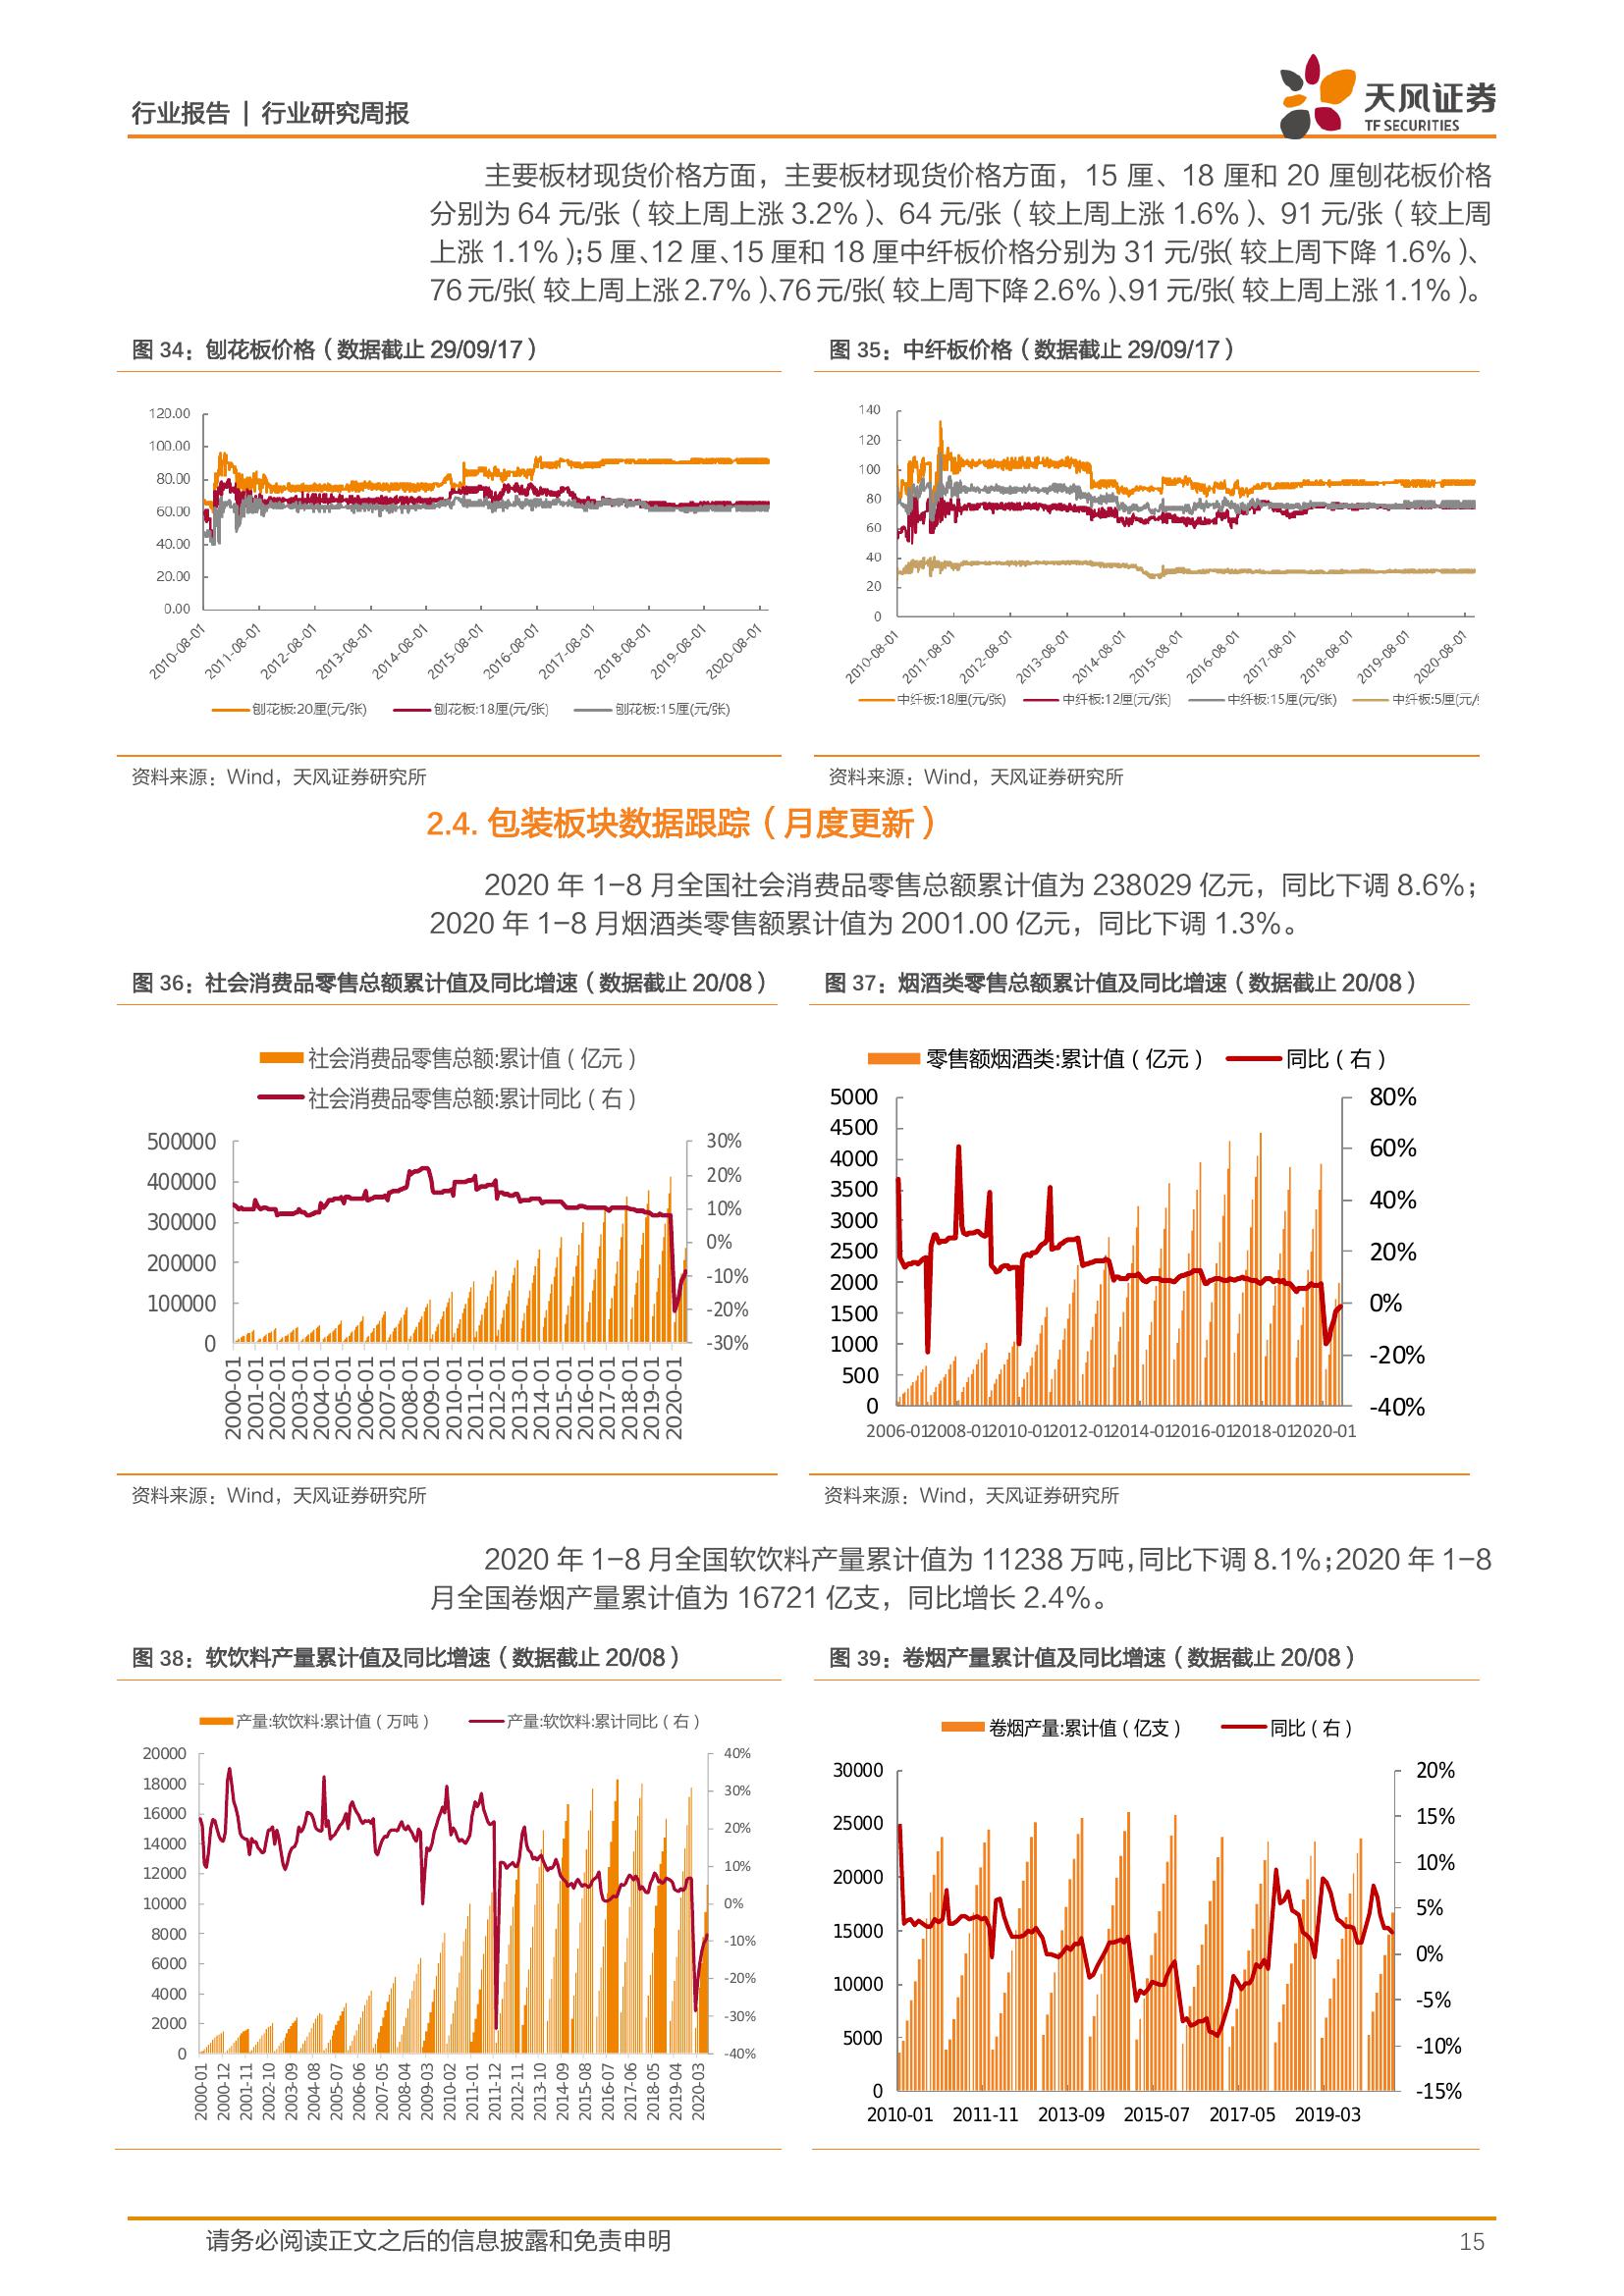 行业报告 | 行业研究周报
天风证券
TF SECURITIES
主要板材现货价格方面，主要板材现货价格方面，15 厘、18 厘和 20 厘刨花板价格
分别为 64 元/张（较上周上涨 3.2%）、64 元/张（较上周上涨 1.6%）、91 元/张（较上周
上涨 1.1%）；5 厘、12 厘、15 厘和 18 厘中纤板价格分别为 31 元/张（较上周下降 1.6%）、
76 元/张（较上周上涨 2.7%）、76 元/张（较上周下降 2.6%）、91 元/张（较上周上涨 1.1%）。
图 34：刨花板价格（数据截止 29/09/17）
120.00
100.00
80.00
60.00
40.00
20.00
0.00
2010-08-01 2011-08-01 2012-08-01 2013-08-01 2014-08-01 2015-08-01 2016-08-01 2017-08-01 2018-08-01 2019-08-01 2020-08-01
刨花板:20厘(元/张) 刨花板:18厘(元/张) 刨花板:15厘(元/张)
资料来源：Wind，天风证券研究所
图 35：中纤板价格（数据截止 29/09/17）
140
120
100
80
60
40
20
0
2010-08-01 2011-08-01 2012-08-01 2013-08-01 2014-08-01 2015-08-01 2016-08-01 2017-08-01 2018-08-01 2019-08-01 2020-08-01
中纤板:18厘(元/张) 中纤板:12厘(元/张) 中纤板:15厘(元/张) 中纤板:5厘(元/
资料来源：Wind，天风证券研究所
2.4. 包装板块数据跟踪（月度更新）
2020 年 1-8 月全国社会消费品零售总额累计值为 238029 亿元，同比下调 8.6%；
2020 年 1-8 月烟酒类零售额累计值为 2001.00 亿元，同比下调 1.3%。
图 36：社会消费品零售总额累计值及同比增速（数据截止 20/08）
社会消费品零售总额:累计值（亿元）
社会消费品零售总额:累计同比（右）
500000 30%
400000 20%
300000 10%
200000 0%
100000 -10%
0 -20%
-30%
2000-01 2001-01 2002-01 2003-01 2004-01 2005-01 2006-01 2007-01 2008-01 2009-01 2010-01 2011-01 2012-01 2013-01 2014-01 2015-01 2016-01 2017-01 2018-01 2019-01 2020-01
资料来源：Wind，天风证券研究所
图 37：烟酒类零售总额累计值及同比增速（数据截止 20/08）
零售额烟酒类:累计值（亿元） 同比（右）
5000 80%
4500
4000 60%
3500 40%
3000
2500 20%
2000
1500 0%
1000 -20%
500
0 -40%
2006-01 2008-01 2010-01 2012-01 2014-01 2016-01 2018-01 2020-01
资料来源：Wind，天风证券研究所
2020 年 1-8 月全国软饮料产量累计值为 11238 万吨，同比下调 8.1%；2020 年 1-8
月全国卷烟产量累计值为 16721 亿支，同比增长 2.4%。
图 38：软饮料产量累计值及同比增速（数据截止 20/08）
产量:软饮料:累计值（万吨） 产量:软饮料:累计同比（右）
20000 40%
18000 30%
16000 20%
14000
12000 10%
10000 0%
8000 -10%
6000 -20%
4000
2000 -30%
0 -40%
2000-01 2000-12 2001-11 2002-10 2003-09 2004-08 2005-07 2006-06 2007-05 2008-04 2009-03 2010-02 2011-01 2011-12 2012-11 2013-10 2014-09 2015-08 2016-07 2017-06 2018-05 2019-04 2020-03
图 39：卷烟产量累计值及同比增速（数据截止 20/08）
卷烟产量:累计值（亿支） 同比（右）
30000 20%
25000 15%
20000 10%
15000 5%
10000 0%
5000 -5%
0 -10%
-15%
2010-01 2011-11 2013-09 2015-07 2017-05 2019-03
请务必阅读正文之后的信息披露和免责申明
15